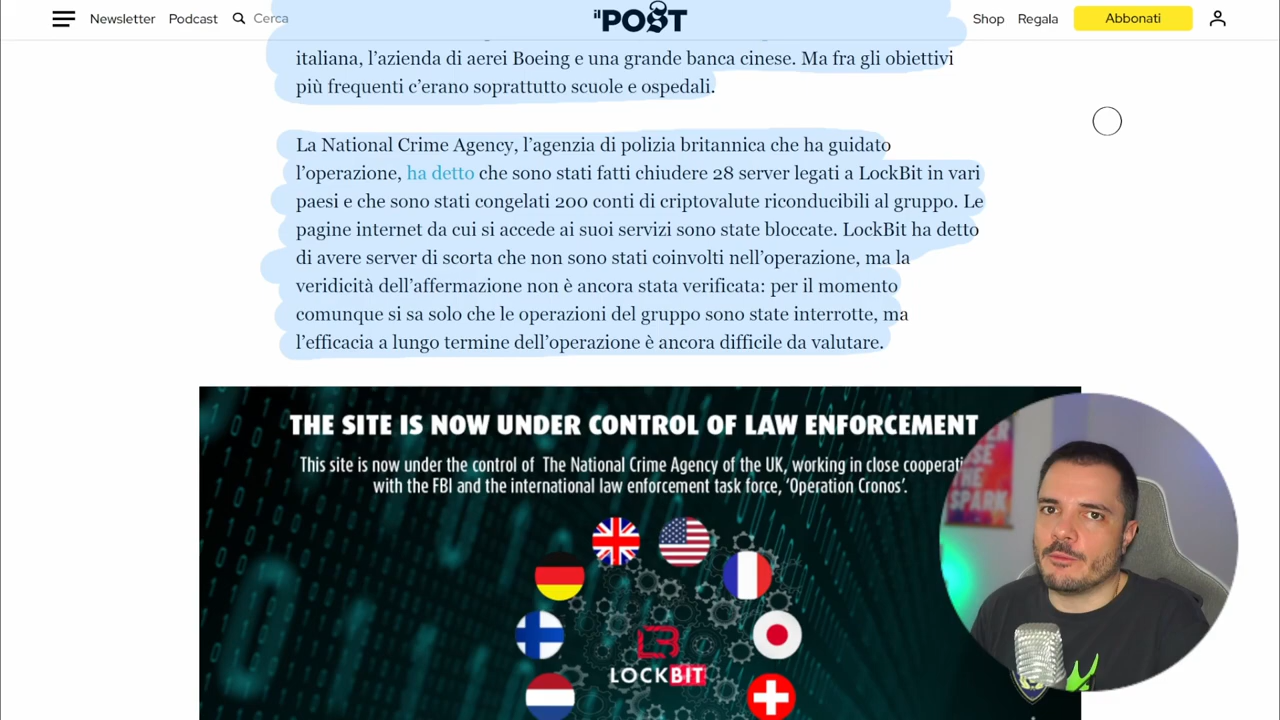 Newsletter
Podcast
Cerca
il POST
Shop
Regala
Abbonati
italiana, l’azienda di aerei Boeing e una grande banca cinese. Ma fra gli obiettivi
più frequenti c’erano soprattutto scuole e ospedali.
La National Crime Agency, l’agenzia di polizia britannica che ha guidato
l’operazione, ha detto che sono stati fatti chiudere 28 server legati a LockBit in vari
paesi e che sono stati congelati 200 conti di criptovalute riconducibili al gruppo. Le
pagine internet da cui si accede ai suoi servizi sono state bloccate. LockBit ha detto
di avere server di scorta che non sono stati coinvolti nell’operazione, ma la
veridicità dell’affermazione non è ancora stata verificata: per il momento
comunque si sa solo che le operazioni del gruppo sono state interrotte, ma
l’efficacia a lungo termine dell’operazione è ancora difficile da valutare.
THE SITE IS NOW UNDER CONTROL OF LAW ENFORCEMENT
This site is now under the control of The National Crime Agency of the UK, working in close cooperati
with the FBI and the international law enforcement task force, ‘Operation Cronos’.
LOCKBIT
THE
SPARK